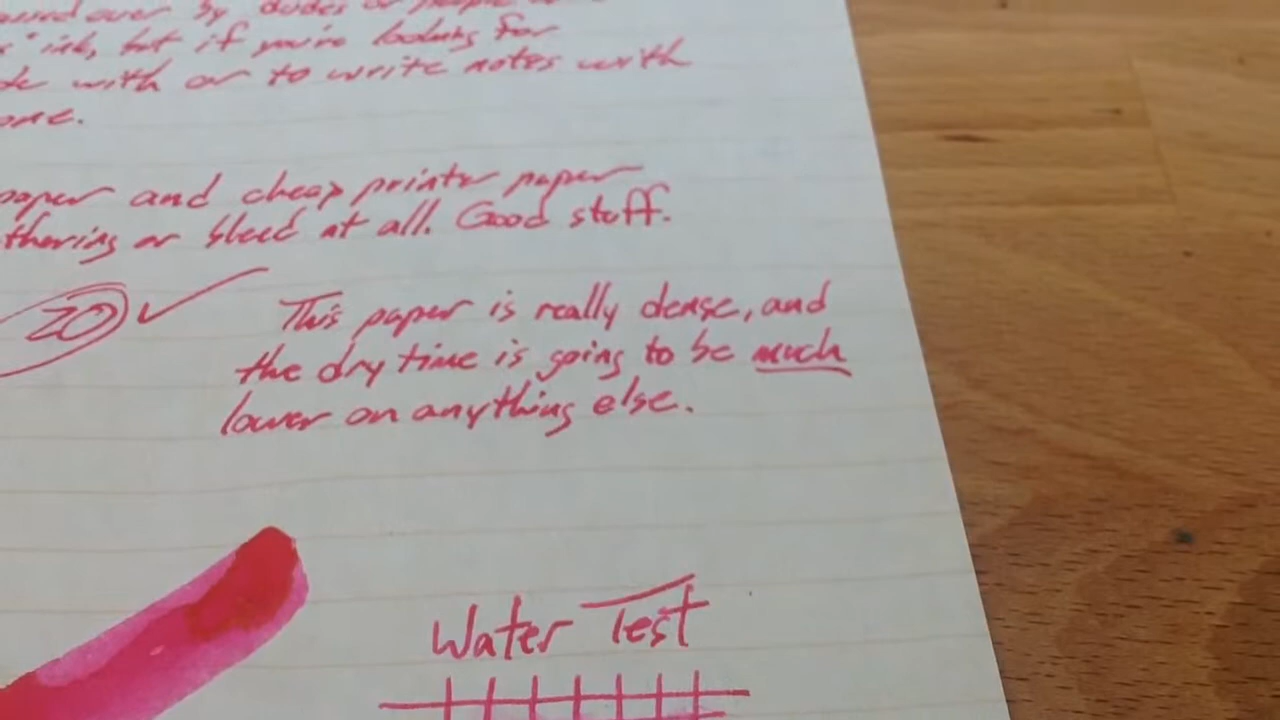 over by dudes or people
ink, but if you're looking for
with or to write notes with
paper and cheap printer paper
or bleed at all. Good stuff.
20
This paper is really dense, and
the dry time is going to be much
lower on anything else.
Water Test